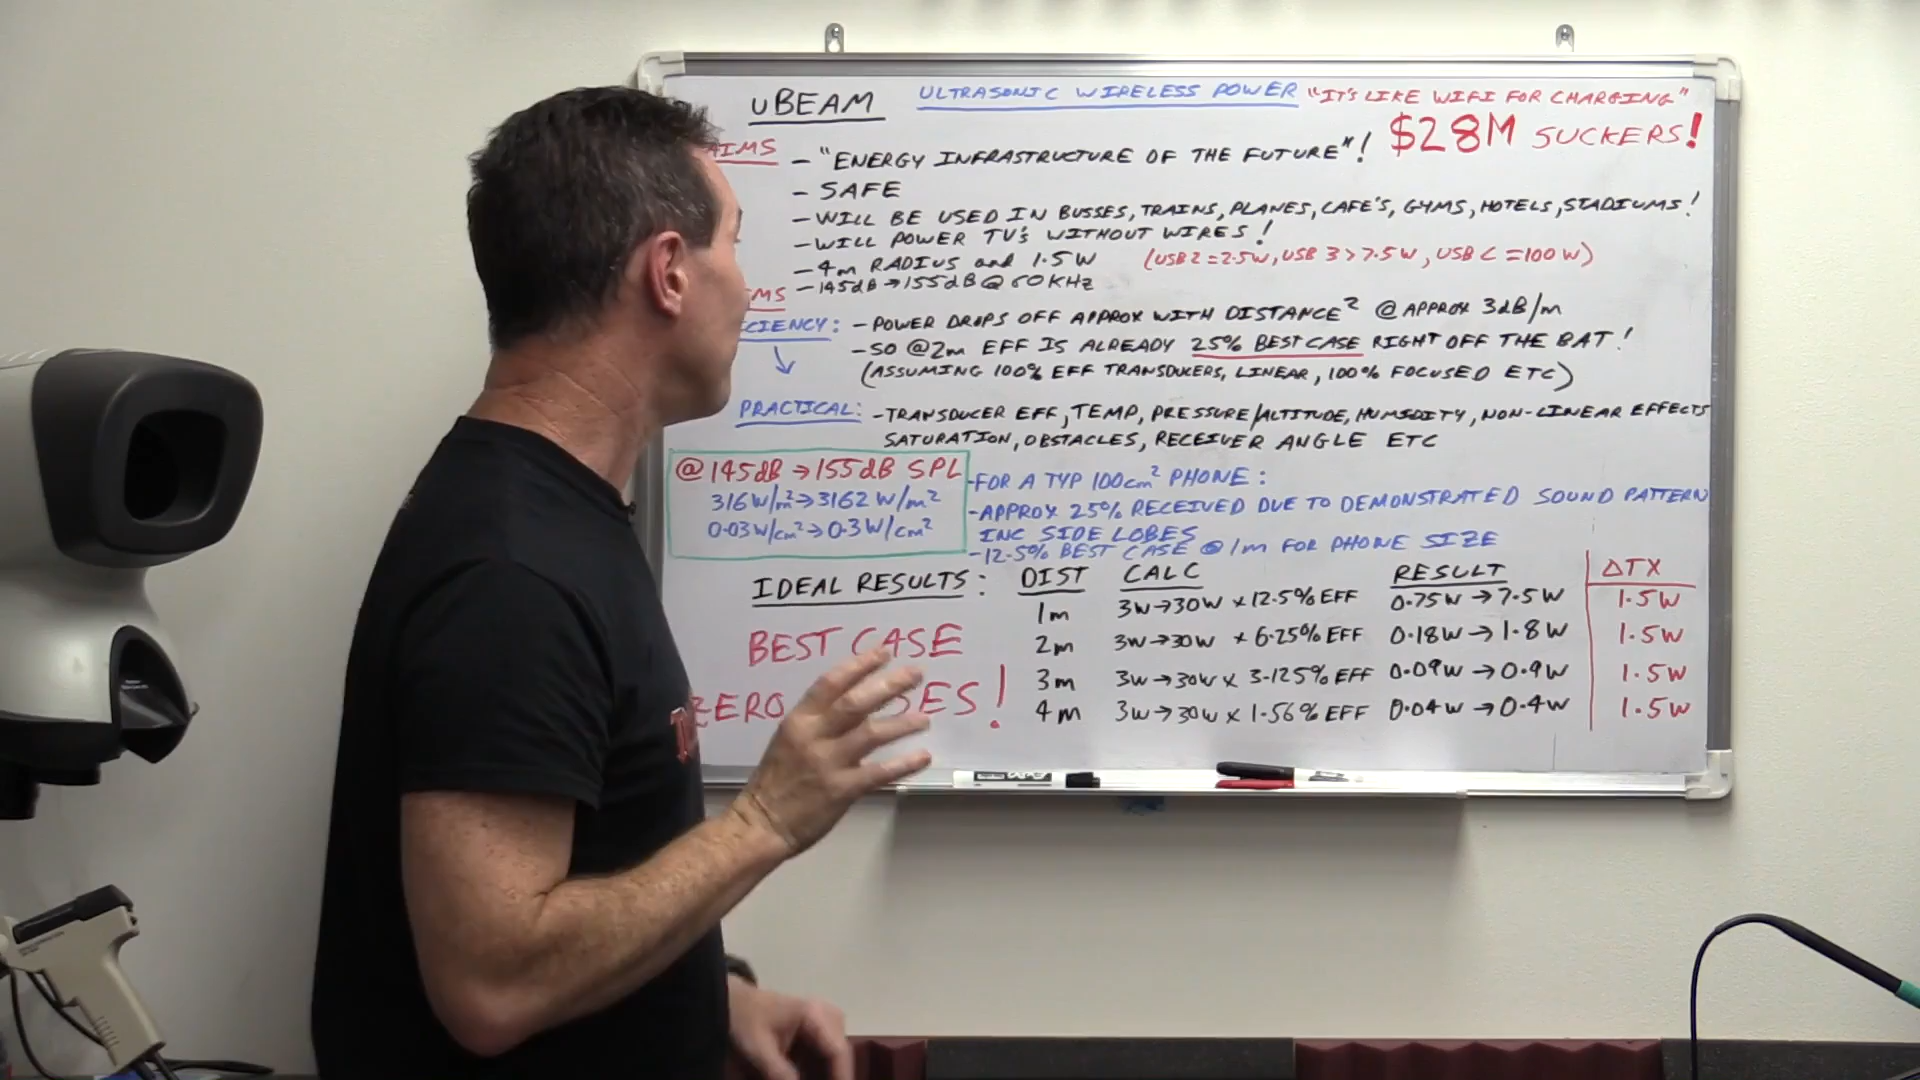 uBEAM ULTRASONIC WIRELESS POWER "IT'S LIKE WIFI FOR CHARGING"
$28M SUCKERS!
AIMS - "ENERGY INFRASTRUCTURE OF THE FUTURE"!
- SAFE
- WILL BE USED IN BUSSES, TRAINS, PLANES, CAFE'S, GYMS, HOTELS, STADIUMS!
- WILL POWER TV'S WITHOUT WIRES!
- 4m RADIUS and 1.5W (USB2=2.5W, USB 3>7.5W, USB C=100W)
- 145dB→155dB@60KHz
EMS
CIENCY: - POWER DROPS OFF APPROX WITH DISTANCE² @ APPROX 3dB/m
- SO @2m EFF IS ALREADY 25% BEST CASE RIGHT OFF THE BAT!
(ASSUMING 100% EFF TRANSDUCERS, LINEAR, 100% FOCUSED ETC)
PRACTICAL: - TRANSDUCER EFF, TEMP, PRESSURE/ALTITUDE, HUMIDITY, NON-LINEAR EFFECTS
SATURATION, OBSTACLES, RECEIVER ANGLE ETC
@145dB→155dB SPL
316W/m²→3162W/m²
0.03W/cm²→0.3W/cm²
- FOR A TYP 100cm² PHONE:
- APPROX 25% RECEIVED DUE TO DEMONSTRATED SOUND PATTERN
INC SIDE LOBES
- 12.5% BEST CASE @ 1m FOR PHONE SIZE
IDEAL RESULTS: DIST CALC RESULT ΔTX
1m 3W→30W x 12.5% EFF 0.75W→7.5W 1.5W
BEST CASE 2m 3W→30W x 6.25% EFF 0.18W→1.8W 1.5W
3m 3W→30W x 3.125% EFF 0.09W→0.9W 1.5W
ZERO SES! 4m 3W→30W x 1.56% EFF 0.04W→0.4W 1.5W